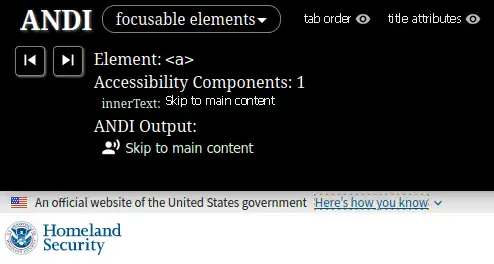 ANDI focusable elements tab order title attributes
Element: <a>
Accessibility Components: 1
innerText: Skip to main content
ANDI Output:
Skip to main content
An official website of the United States government Here's how you know
Homeland
Security